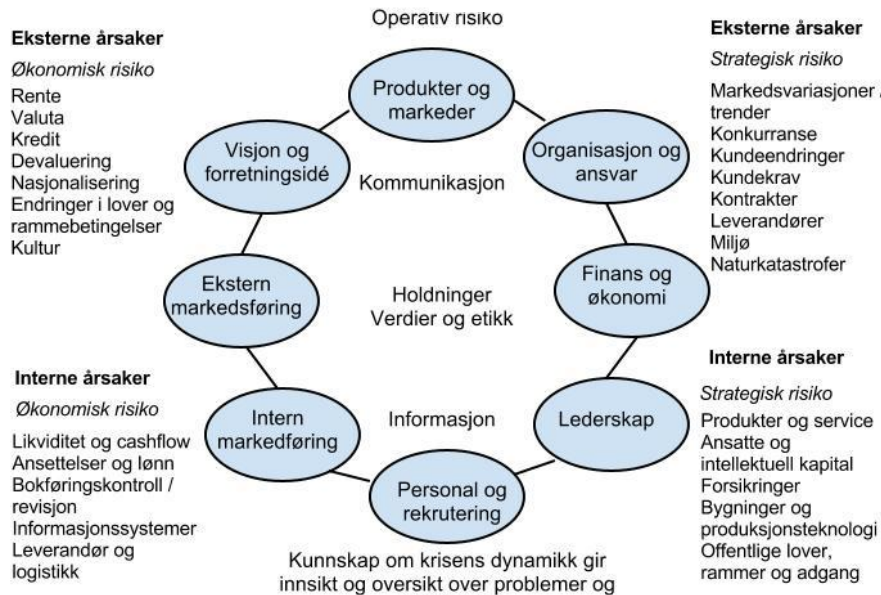 Operativ risiko
Eksterne årsaker
Økonomisk risiko
Rente
Valuta
Kredit
Devaluering
Nasjonalisering
Endringer i lover og
rammebetingelser
Kultur
Produkter og
markeder
Visjon og
forretningsidé
Organisasjon og
ansvar
Kommunikasjon
Ekstern
markedsføring
Holdninger
Verdier og etikk
Finans og
økonomi
Eksterne årsaker
Strategisk risiko
Markedsvariasjoner /
trender
Konkurranse
Kundeendringer
Kundekrav
Kontrakter
Leverandører
Miljø
Naturkatastrofer
Interne årsaker
Økonomisk risiko
Likviditet og cashflow
Ansettelser og lønn
Bokføringskontroll /
revisjon
Informasjonssystemer
Leverandør og
logistikk
Intern
markedføring
Informasjon
Lederskap
Personal og
rekrutering
Interne årsaker
Strategisk risiko
Produkter og service
Ansatte og
intellektuell kapital
Forsikringer
Bygninger og
produksjonsteknologi
Offentlige lover,
rammer og adgang
Kunnskap om krisens dynamikk gir
innsikt og oversikt over problemer og